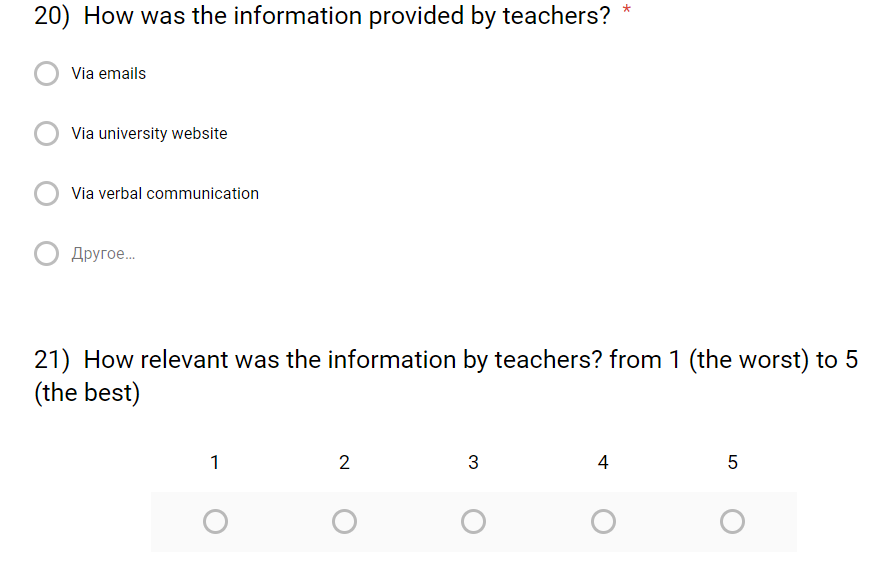 20) How was the information provided by teachers? *
Via emails
Via university website
Via verbal communication
Другое...
21) How relevant was the information by teachers? from 1 (the worst) to 5
(the best)
1 2 3 4 5